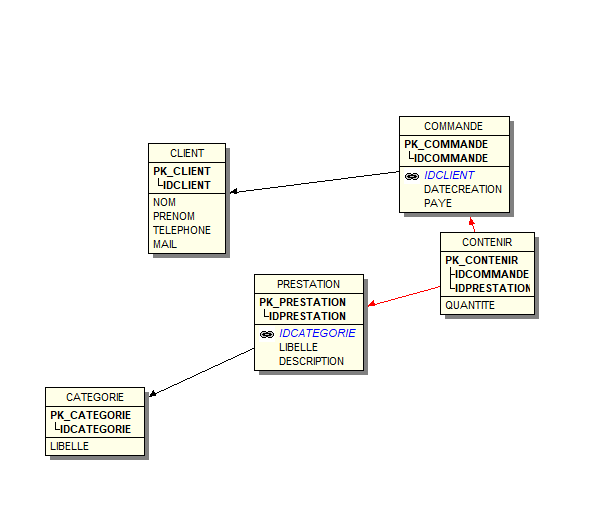 COMMANDE
PK_COMMANDE
IDCOMMANDE
IDCLIENT
DATECREATION
PAYE
CLIENT
PK_CLIENT
IDCLIENT
NOM
PRENOM
TELEPHONE
MAIL
CONTENIR
PK_CONTENIR
IDCOMMANDE
IDPRESTATION
QUANTITE
PRESTATION
PK_PRESTATION
IDPRESTATION
IDCATEGORIE
LIBELLE
DESCRIPTION
CATEGORIE
PK_CATEGORIE
IDCATEGORIE
LIBELLE